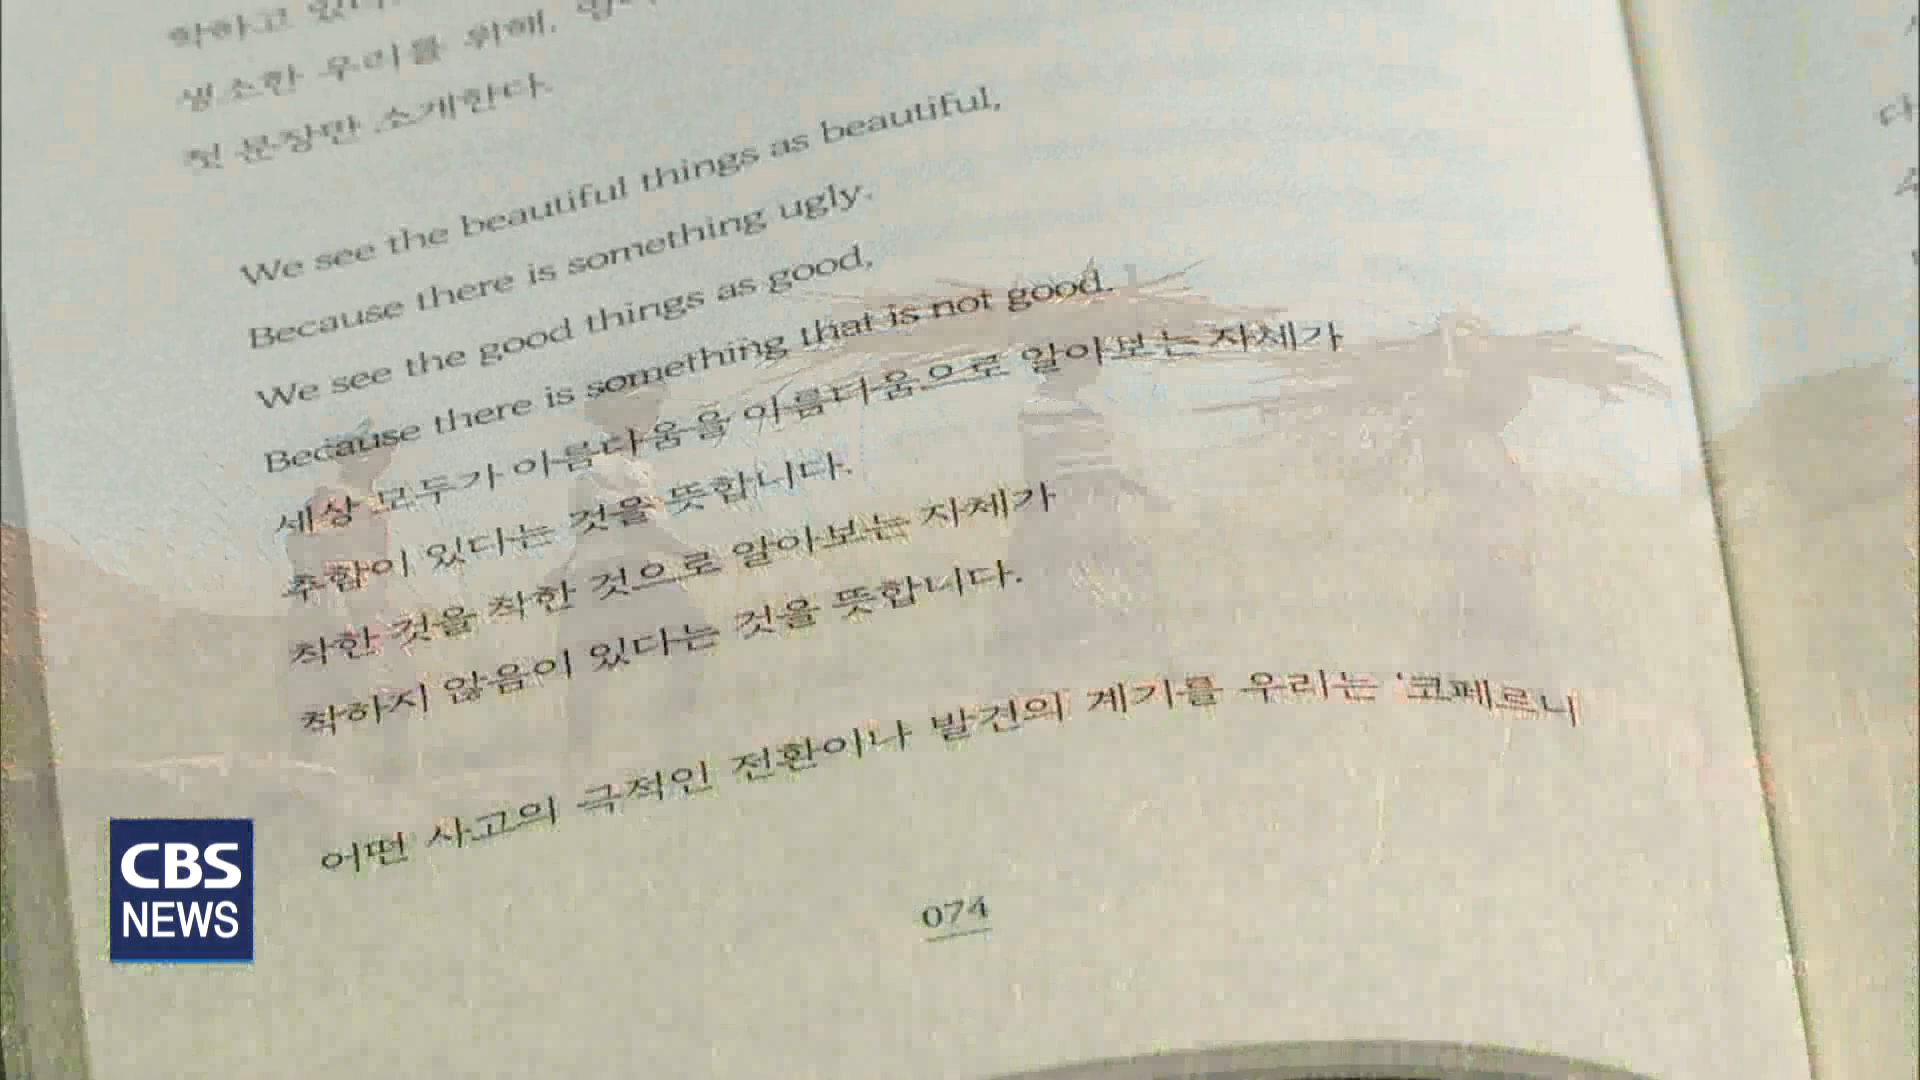 학하고 있다.
생소한 우리를 위해,
첫 문장만 소개한다.
We see the beautiful things as beautiful,
Because there is something ugly.
We see the good things as good,
Because there is something that is not good.
세상 모두가 아름다움을 아름다움으로 알아보는 자체가
추함이 있다는 것을 뜻합니다.
착한 것을 착한 것으로 알아보는 자체가
착하지 않음이 있다는 것을 뜻합니다.
어떤 사고의 극적인 전환이나 발견의 계기를 우리는 ‘코페르니
074
CBS
NEWS